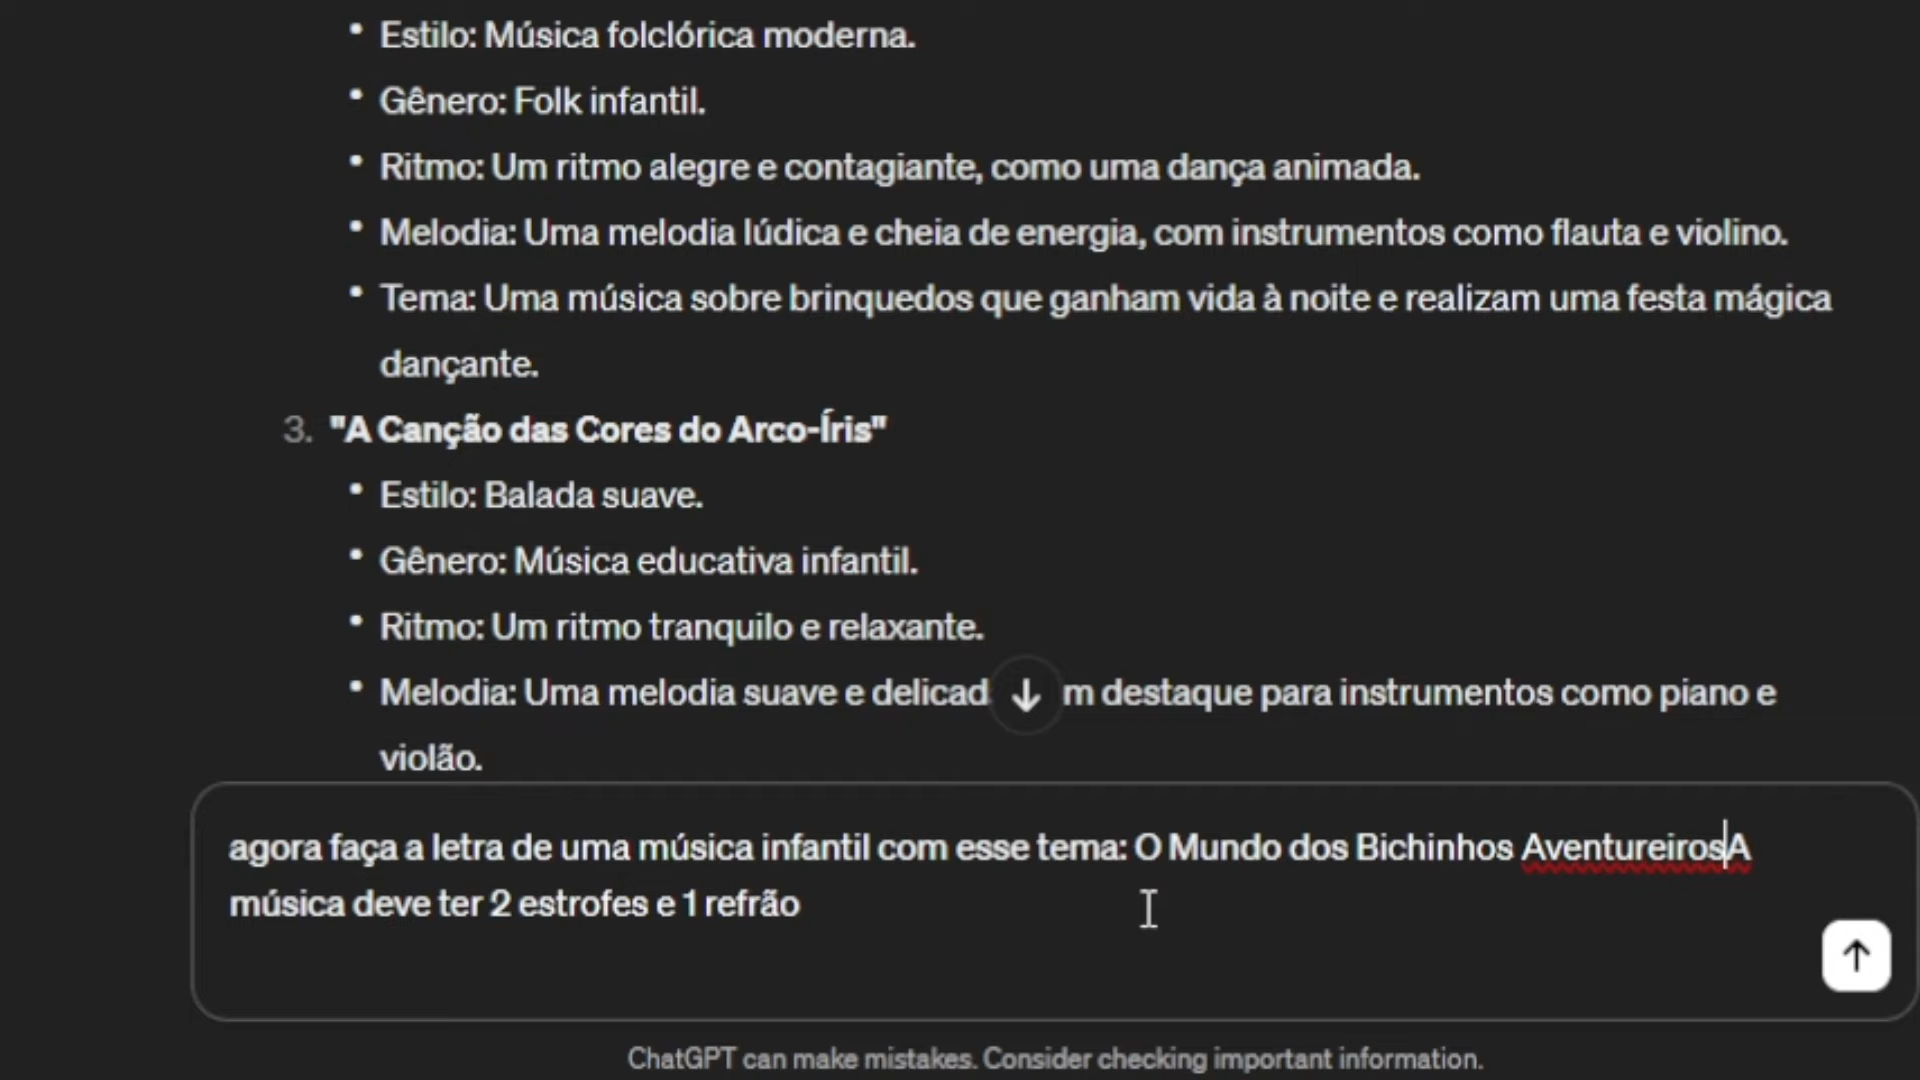 • Estilo: Música folclórica moderna.
• Gênero: Folk infantil.
• Ritmo: Um ritmo alegre e contagiante, como uma dança animada.
• Melodia: Uma melodia lúdica e cheia de energia, com instrumentos como flauta e violino.
• Tema: Uma música sobre brinquedos que ganham vida à noite e realizam uma festa mágica
dançante.
3. "A Canção das Cores do Arco-Íris"
• Estilo: Balada suave.
• Gênero: Música educativa infantil.
• Ritmo: Um ritmo tranquilo e relaxante.
• Melodia: Uma melodia suave e delicad m destaque para instrumentos como piano e
violão.
agora faça a letra de uma música infantil com esse tema: O Mundo dos Bichinhos AventureirosA
música deve ter 2 estrofes e 1 refrão
ChatGPT can make mistakes. Consider checking important information.